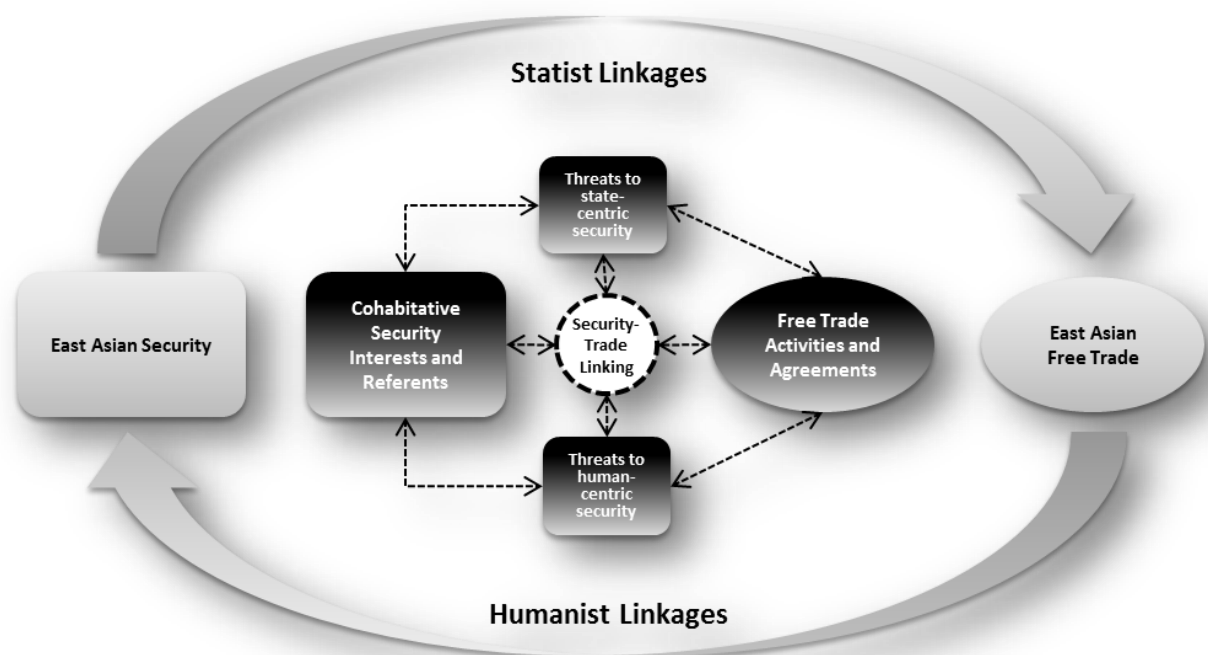 Statist Linkages
Threats to
state-
centric
security
East Asian Security
Cohabitative
Security
Interests and
Referents
Security-
Trade
Linking
Free Trade
Activities and
Agreements
East Asian
Free Trade
Threats to
human-
centric
security
Humanist Linkages